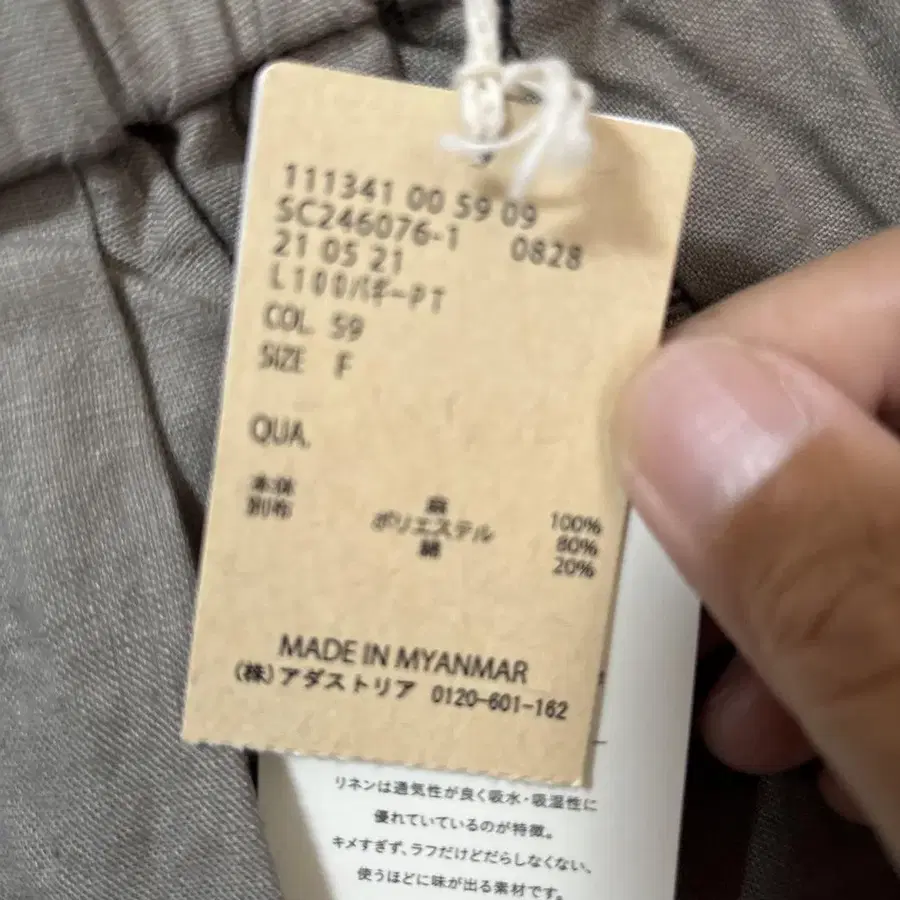 111341 00 59 09
SC246076-1 0828
21 05 21
L100/バギーPT
COL 59
SIZE F
QUA.
本体 麻 100%
別布 ポリエステル 80%
綿 20%
MADE IN MYANMAR
(株)アダストリア 0120-601-162
リネンは通気性が良く吸水・吸湿性に
優れていているのが特徴。
キメすぎず、ラフだけどだらしなくない、
使うほどに味が出る素材です。